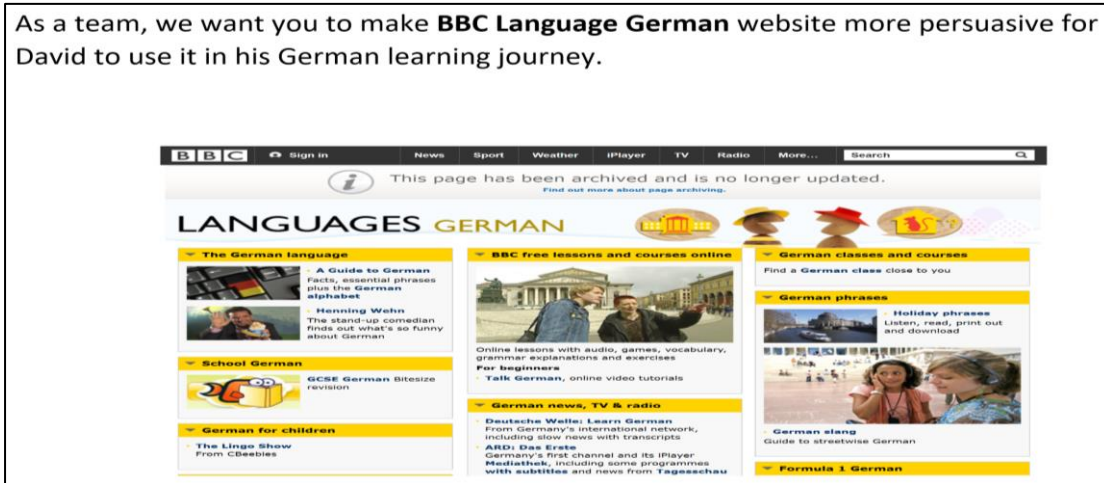 As a team, we want you to make BBC Language German website more persuasive for
David to use it in his German learning journey.
BBC Sign in News Sport Weather iPlayer TV Radio More... Search
This page has been archived and is no longer updated.
Find out more about page archiving.
LANGUAGES GERMAN
The German language
A Guide to German
Facts, essential phrases
plus the German
alphabet
Henning Wehn
The stand-up comedian
finds out what's so funny
about German
School German
GCSE German Bitesize
revision
German for children
The Lingo Show
From CBeebies
BBC free lessons and courses online
Online lessons with audio, games, vocabulary,
grammar explanations and exercises
For beginners
Talk German, online video tutorials
German news, TV & radio
Deutsche Welle: Learn German
From Germany's international network,
including slow news with transcripts
ARD: Das Erste
Germany's first channel and its iPlayer
Mediathek, including some programmes
with subtitles and news from Tagesschau
German classes and courses
Find a German class close to you
German phrases
Holiday phrases
Listen, read, print out
and download
German slang
Guide to streetwise German
Formula 1 German